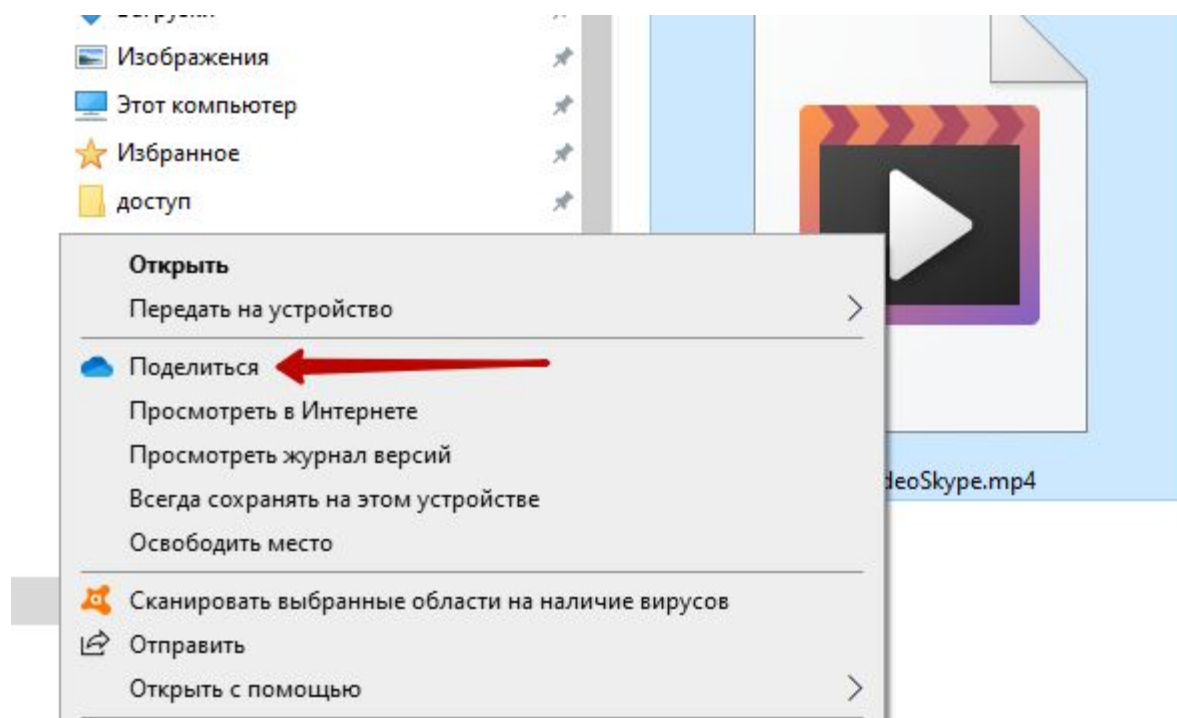 Изображения
Этот компьютер
Избранное
доступ
Открыть
Передать на устройство
Поделиться
Просмотреть в Интернете
Просмотреть журнал версий
Всегда сохранять на этом устройстве
Освободить место
Сканировать выбранные области на наличие вирусов
Отправить
Открыть с помощью
deoSkype.mp4